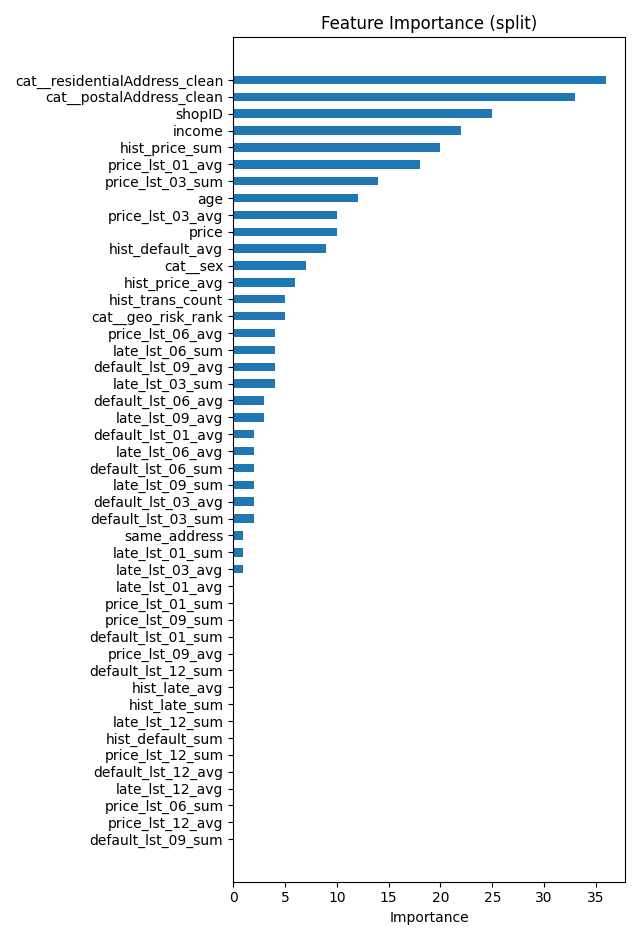 Feature Importance (split)
cat__residentialAddress_clean
cat__postalAddress_clean
shopID
income
hist_price_sum
price_lst_01_avg
price_lst_03_sum
age
price_lst_03_avg
price
hist_default_avg
cat__sex
hist_price_avg
hist_trans_count
cat__geo_risk_rank
price_lst_06_avg
late_lst_06_sum
default_lst_09_avg
late_lst_03_sum
default_lst_06_avg
late_lst_09_avg
default_lst_01_avg
late_lst_06_avg
default_lst_06_sum
late_lst_09_sum
default_lst_03_avg
default_lst_03_sum
same_address
late_lst_01_sum
late_lst_03_avg
late_lst_01_avg
price_lst_01_sum
price_lst_09_sum
default_lst_01_sum
price_lst_09_avg
default_lst_12_sum
hist_late_avg
hist_late_sum
late_lst_12_sum
hist_default_sum
price_lst_12_sum
default_lst_12_avg
late_lst_12_avg
price_lst_06_sum
price_lst_12_avg
default_lst_09_sum
0 5 10 15 20 25 30 35
Importance